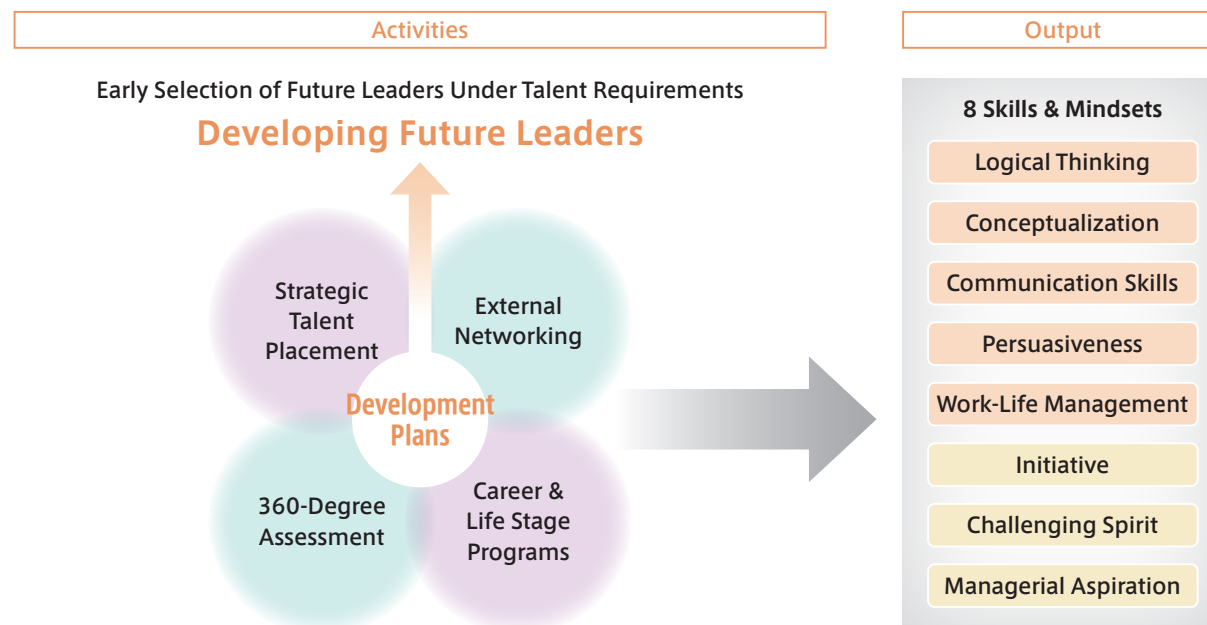 Activities
Early Selection of Future Leaders Under Talent Requirements
Developing Future Leaders
Strategic
Talent
Placement
External
Networking
Development
Plans
360-Degree
Assessment
Career &
Life Stage
Programs
Output
8 Skills & Mindsets
Logical Thinking
Conceptualization
Communication Skills
Persuasiveness
Work-Life Management
Initiative
Challenging Spirit
Managerial Aspiration